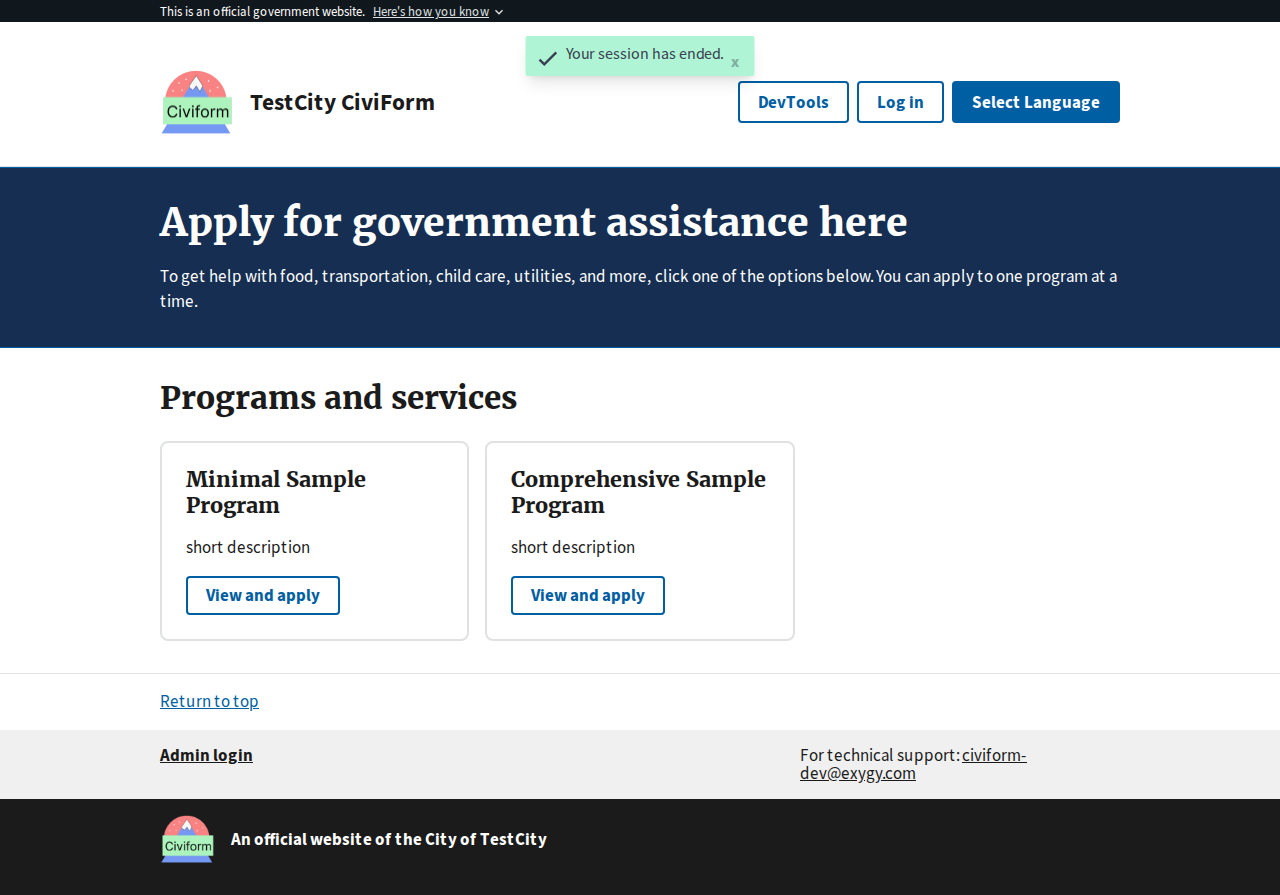 This is an official government website. Here's how you know
Your session has ended. x
Civiform
TestCity CiviForm
DevTools
Log in
Select Language
Apply for government assistance here
To get help with food, transportation, child care, utilities, and more, click one of the options below. You can apply to one program at a
time.
Programs and services
Minimal Sample
Program
short description
View and apply
Comprehensive Sample
Program
short description
View and apply
Return to top
Admin login
For technical support: civiform-
dev@exygy.com
Civiform
An official website of the City of TestCity